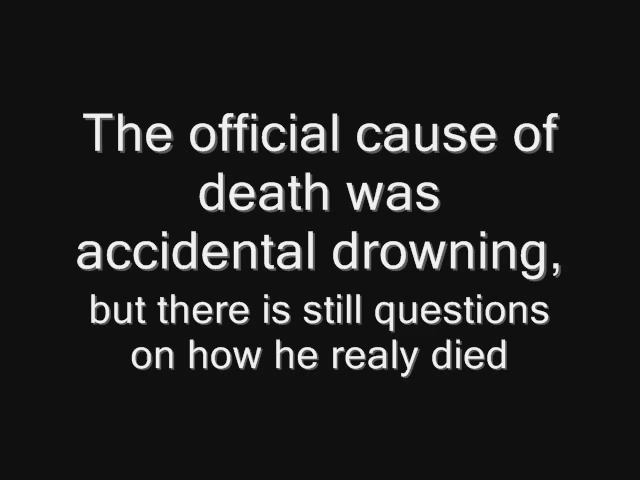 The official cause of
death was
accidental drowning,
but there is still questions
on how he realy died